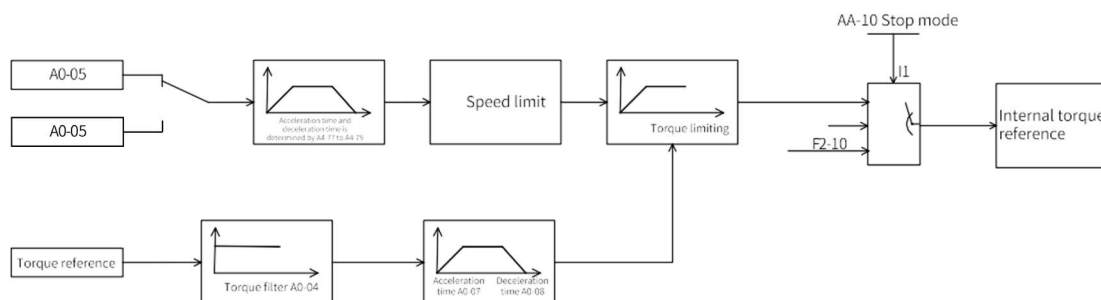 AA-10 Stop mode
A0-05
A0-05
Acceleration time and
deceleration time is
determined by A4-77 to A4-79
Speed limit
Torque limiting
I1
F2-10
Internal torque
reference
Torque reference
Torque filter A0-04
Acceleration
time A0-07
Deceleration
time A0-08